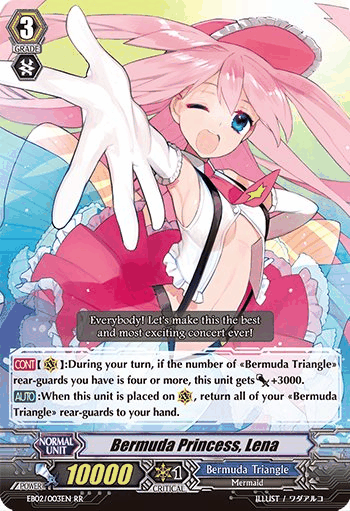 3
GRADE
Everybody! Let's make this the best
and most exciting concert ever!
CONT[ ]:During your turn, if the number of «Bermuda Triangle»
rear-guards you have is four or more, this unit gets +3000.
AUTO:When this unit is placed on , return all of your «Bermuda
Triangle» rear-guards to your hand.
NORMAL
UNIT
Bermuda Princess, Lena
POWER
10000
1
CRITICAL
Bermuda Triangle
Mermaid
EB02/003EN RR
ILLUST / ワダアルコ